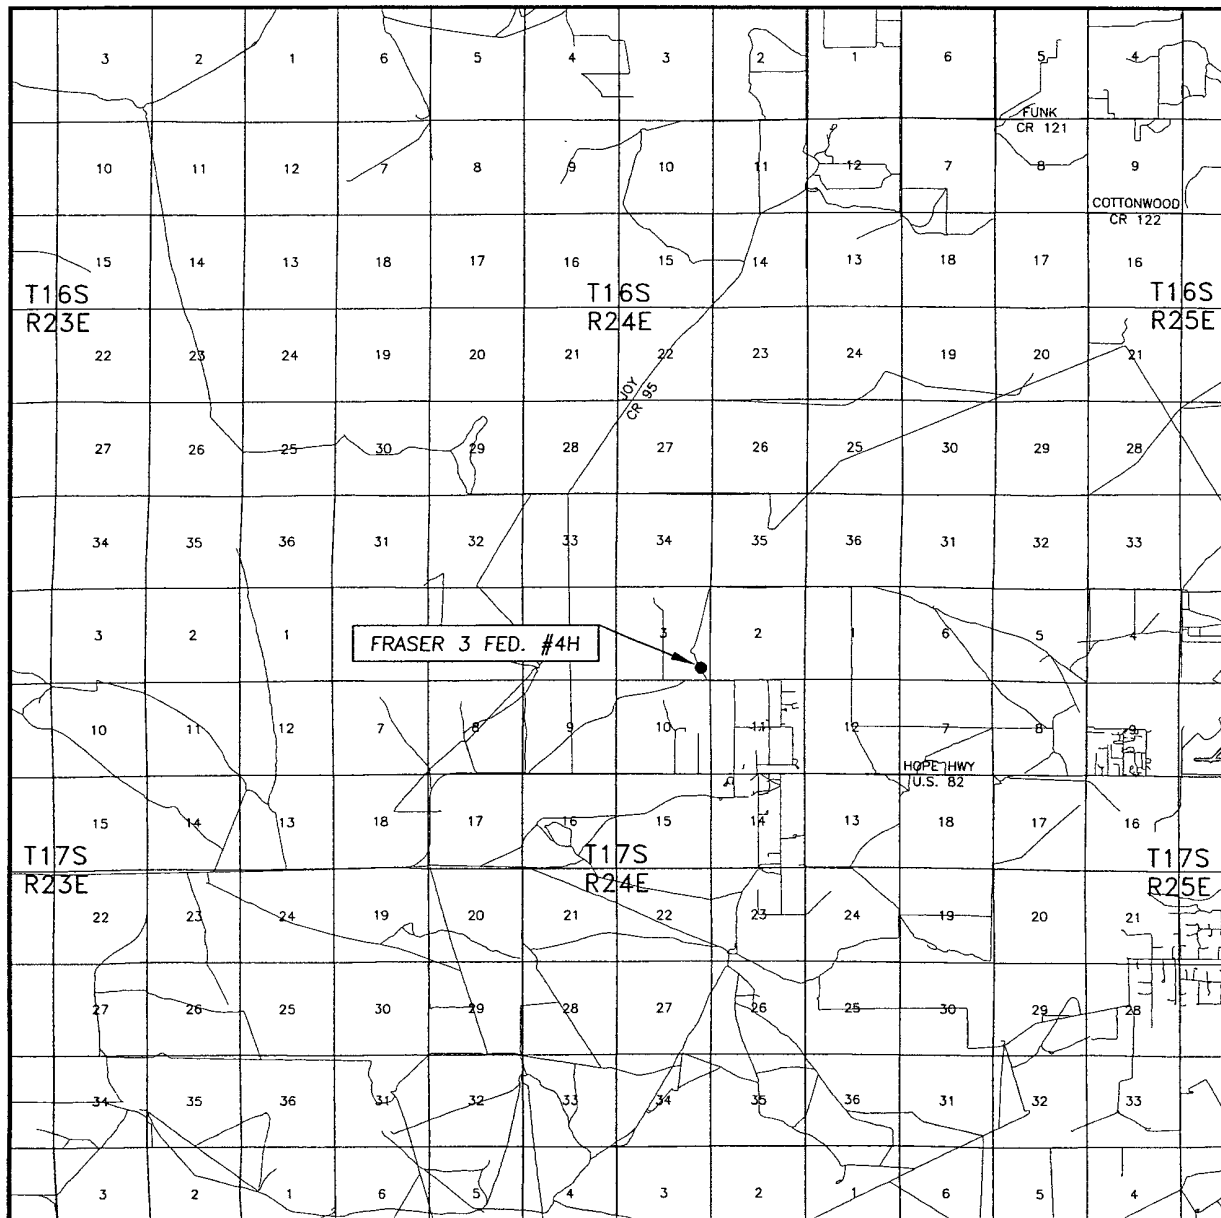 3 2 1 6 5 4 3 2 1 6 5 4
FUNK
CR 121
10 11 12 7 8 9 10 11 12 7 8 9
COTTONWOOD
CR 122
15 14 13 18 17 16 15 14 13 18 17 16
T16S T16S T16S
R23E R24E R25E
22 23 24 19 20 21 22 23 24 19 20 21
JOY
CR 95
27 26 25 30 29 28 27 26 25 30 29 28
34 35 36 31 32 33 34 35 36 31 32 33
3 2 1 3 2 1 6 5 4
FRASER 3 FED. #4H
10 11 12 7 8 9 10 11 12 7 8 9
HOPE HWY
U.S. 82
15 14 13 18 17 16 15 14 13 18 17 16
T17S T17S T17S
R23E R24E R25E
22 23 24 19 20 21 22 23 24 19 20 21
27 26 25 30 29 28 27 26 25 30 29 28
34 35 36 31 32 33 34 35 36 31 32 33
3 2 1 6 5 4 3 2 1 6 5 4